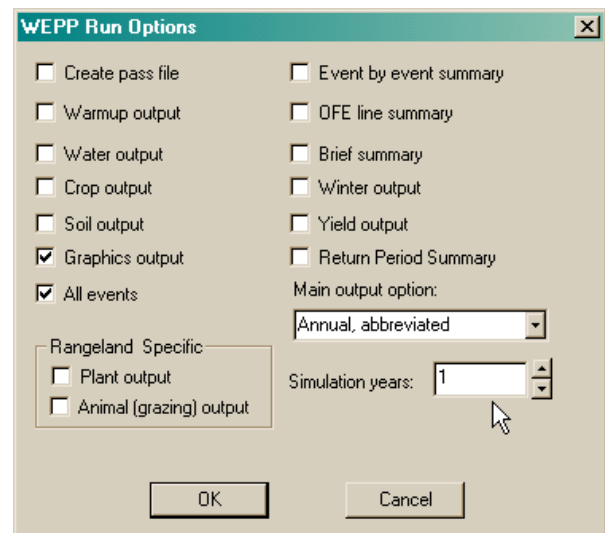 WEPP Run Options
Create pass file
Warmup output
Water output
Crop output
Soil output
Graphics output
All events
Rangeland Specific
Plant output
Animal (grazing) output
Event by event summary
OFE line summary
Brief summary
Winter output
Yield output
Return Period Summary
Main output option:
Annual, abbreviated
Simulation years: 1
OK
Cancel